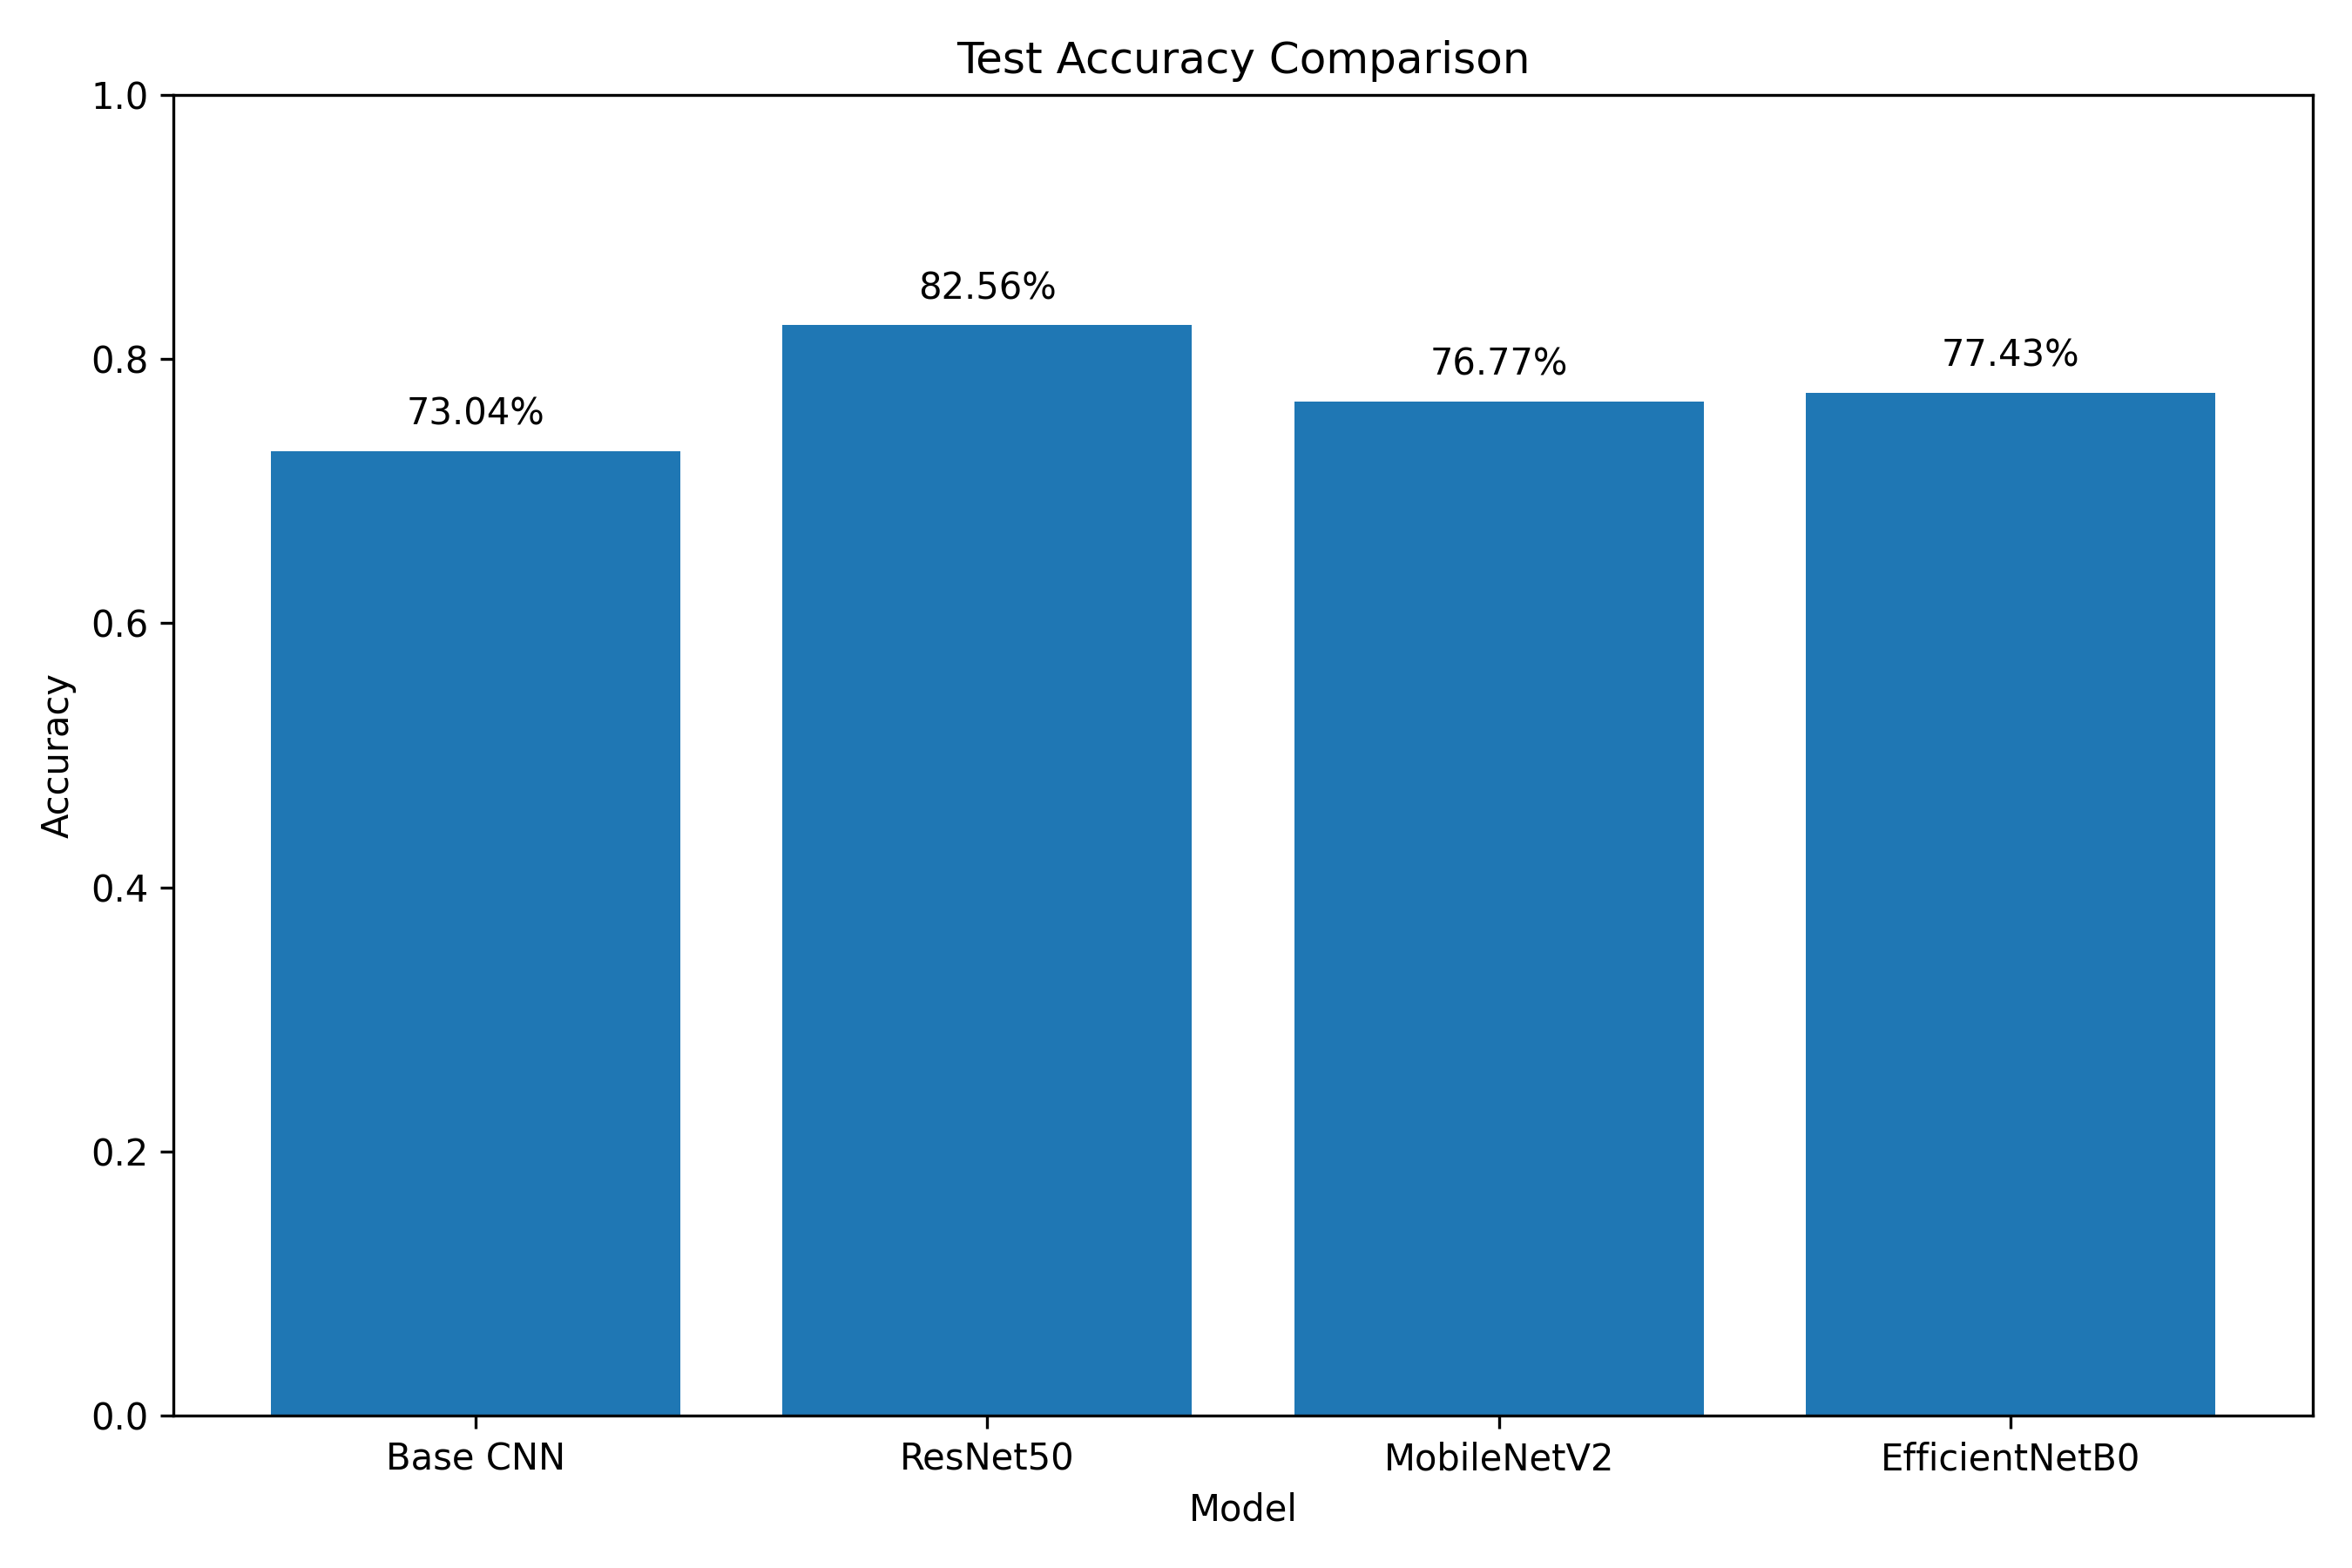 Test Accuracy Comparison
1.0
0.8
0.6
0.4
0.2
0.0
Accuracy
73.04%
82.56%
76.77%
77.43%
Base CNN
ResNet50
MobileNetV2
EfficientNetB0
Model